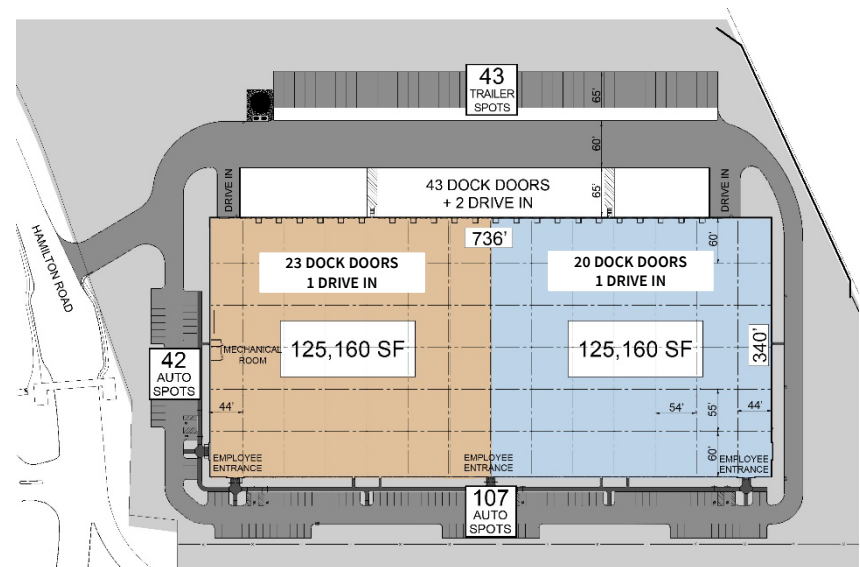 43
TRAILER
SPOTS
65'
60'
DRIVE IN
43 DOCK DOORS
+ 2 DRIVE IN
65'
DRIVE IN
HAMILTON ROAD
736'
60'
23 DOCK DOORS
1 DRIVE IN
20 DOCK DOORS
1 DRIVE IN
125,160 SF
125,160 SF
340'
MECHANICAL
ROOM
42
AUTO
SPOTS
44'
54'
55'
44'
60'
EMPLOYEE
ENTRANCE
EMPLOYEE
ENTRANCE
EMPLOYEE
ENTRANCE
107
AUTO
SPOTS